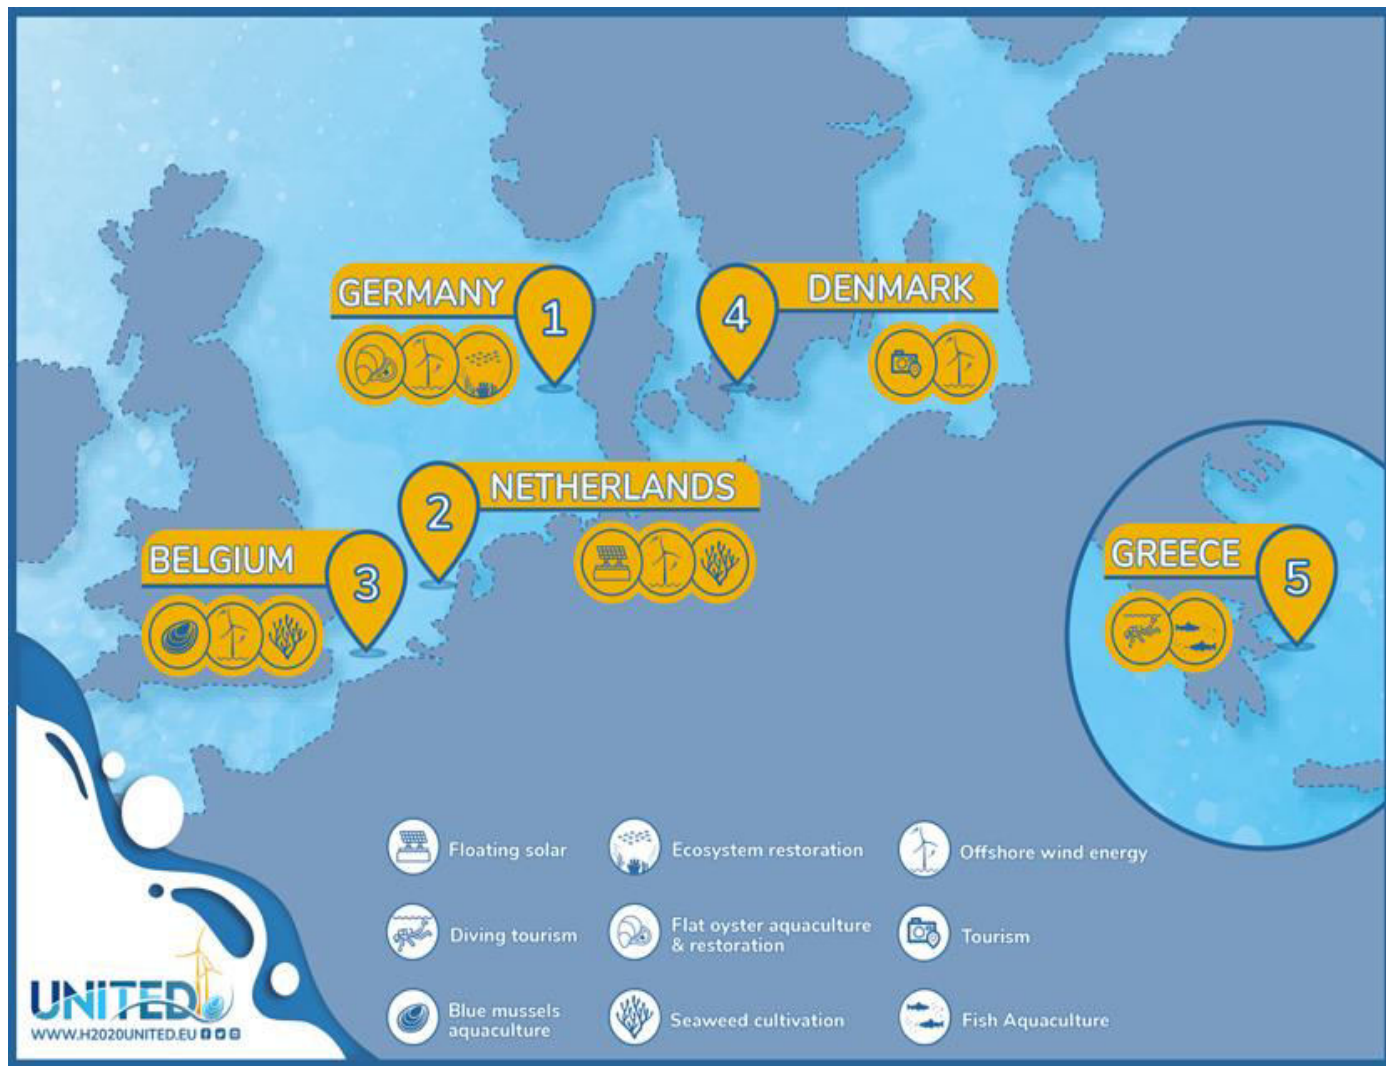 GERMANY
1
4
DENMARK
2
NETHERLANDS
BELGIUM
3
GREECE
5
Floating solar
Ecosystem restoration
Offshore wind energy
Diving tourism
Flat oyster aquaculture
& restoration
Tourism
Blue mussels
aquaculture
Seaweed cultivation
Fish Aquaculture
UNITED
WWW.H2020UNITED.EU